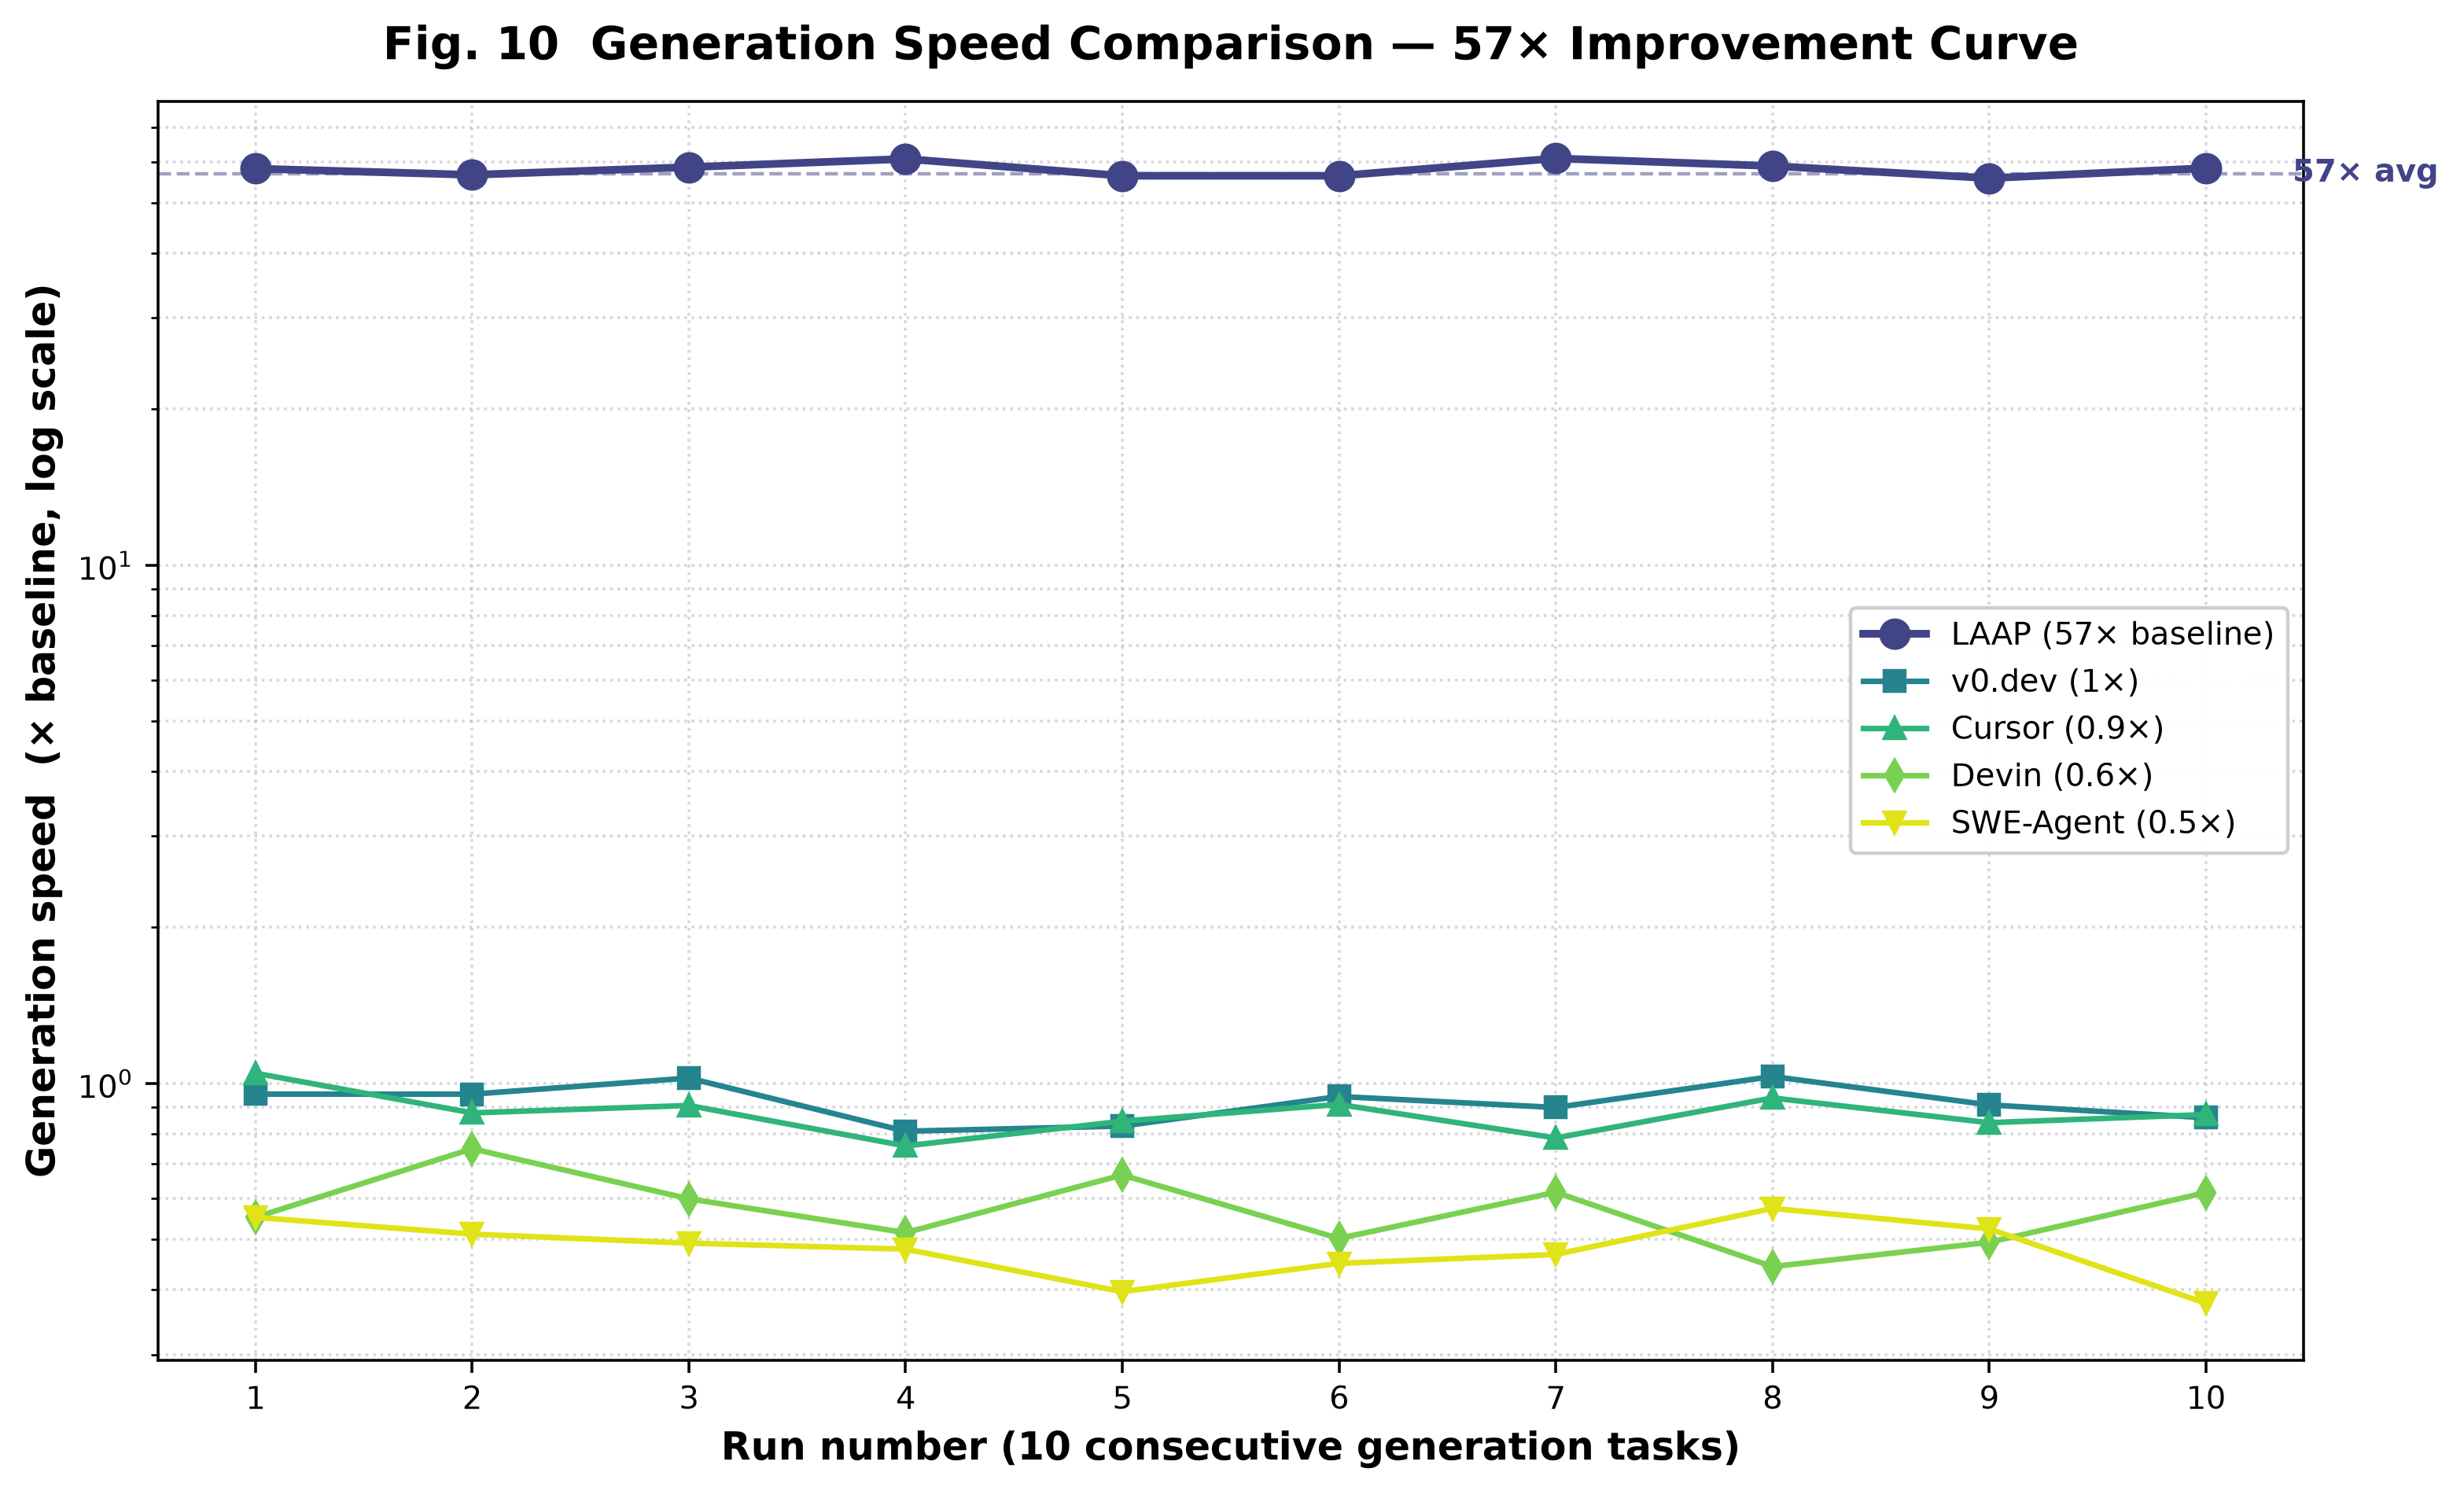 Fig. 10  Generation Speed Comparison — 57× Improvement Curve
Generation speed  (× baseline, log scale)
10¹
10⁰
57× avg
LAAP (57× baseline)
v0.dev (1×)
Cursor (0.9×)
Devin (0.6×)
SWE-Agent (0.5×)
1 2 3 4 5 6 7 8 9 10
Run number (10 consecutive generation tasks)